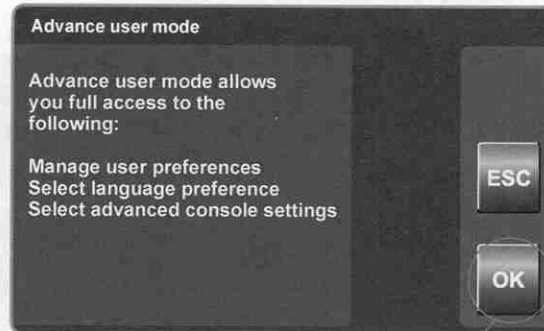 Advance user mode
Advance user mode allows
you full access to the
following:
Manage user preferences
Select language preference
Select advanced console settings
ESC
OK